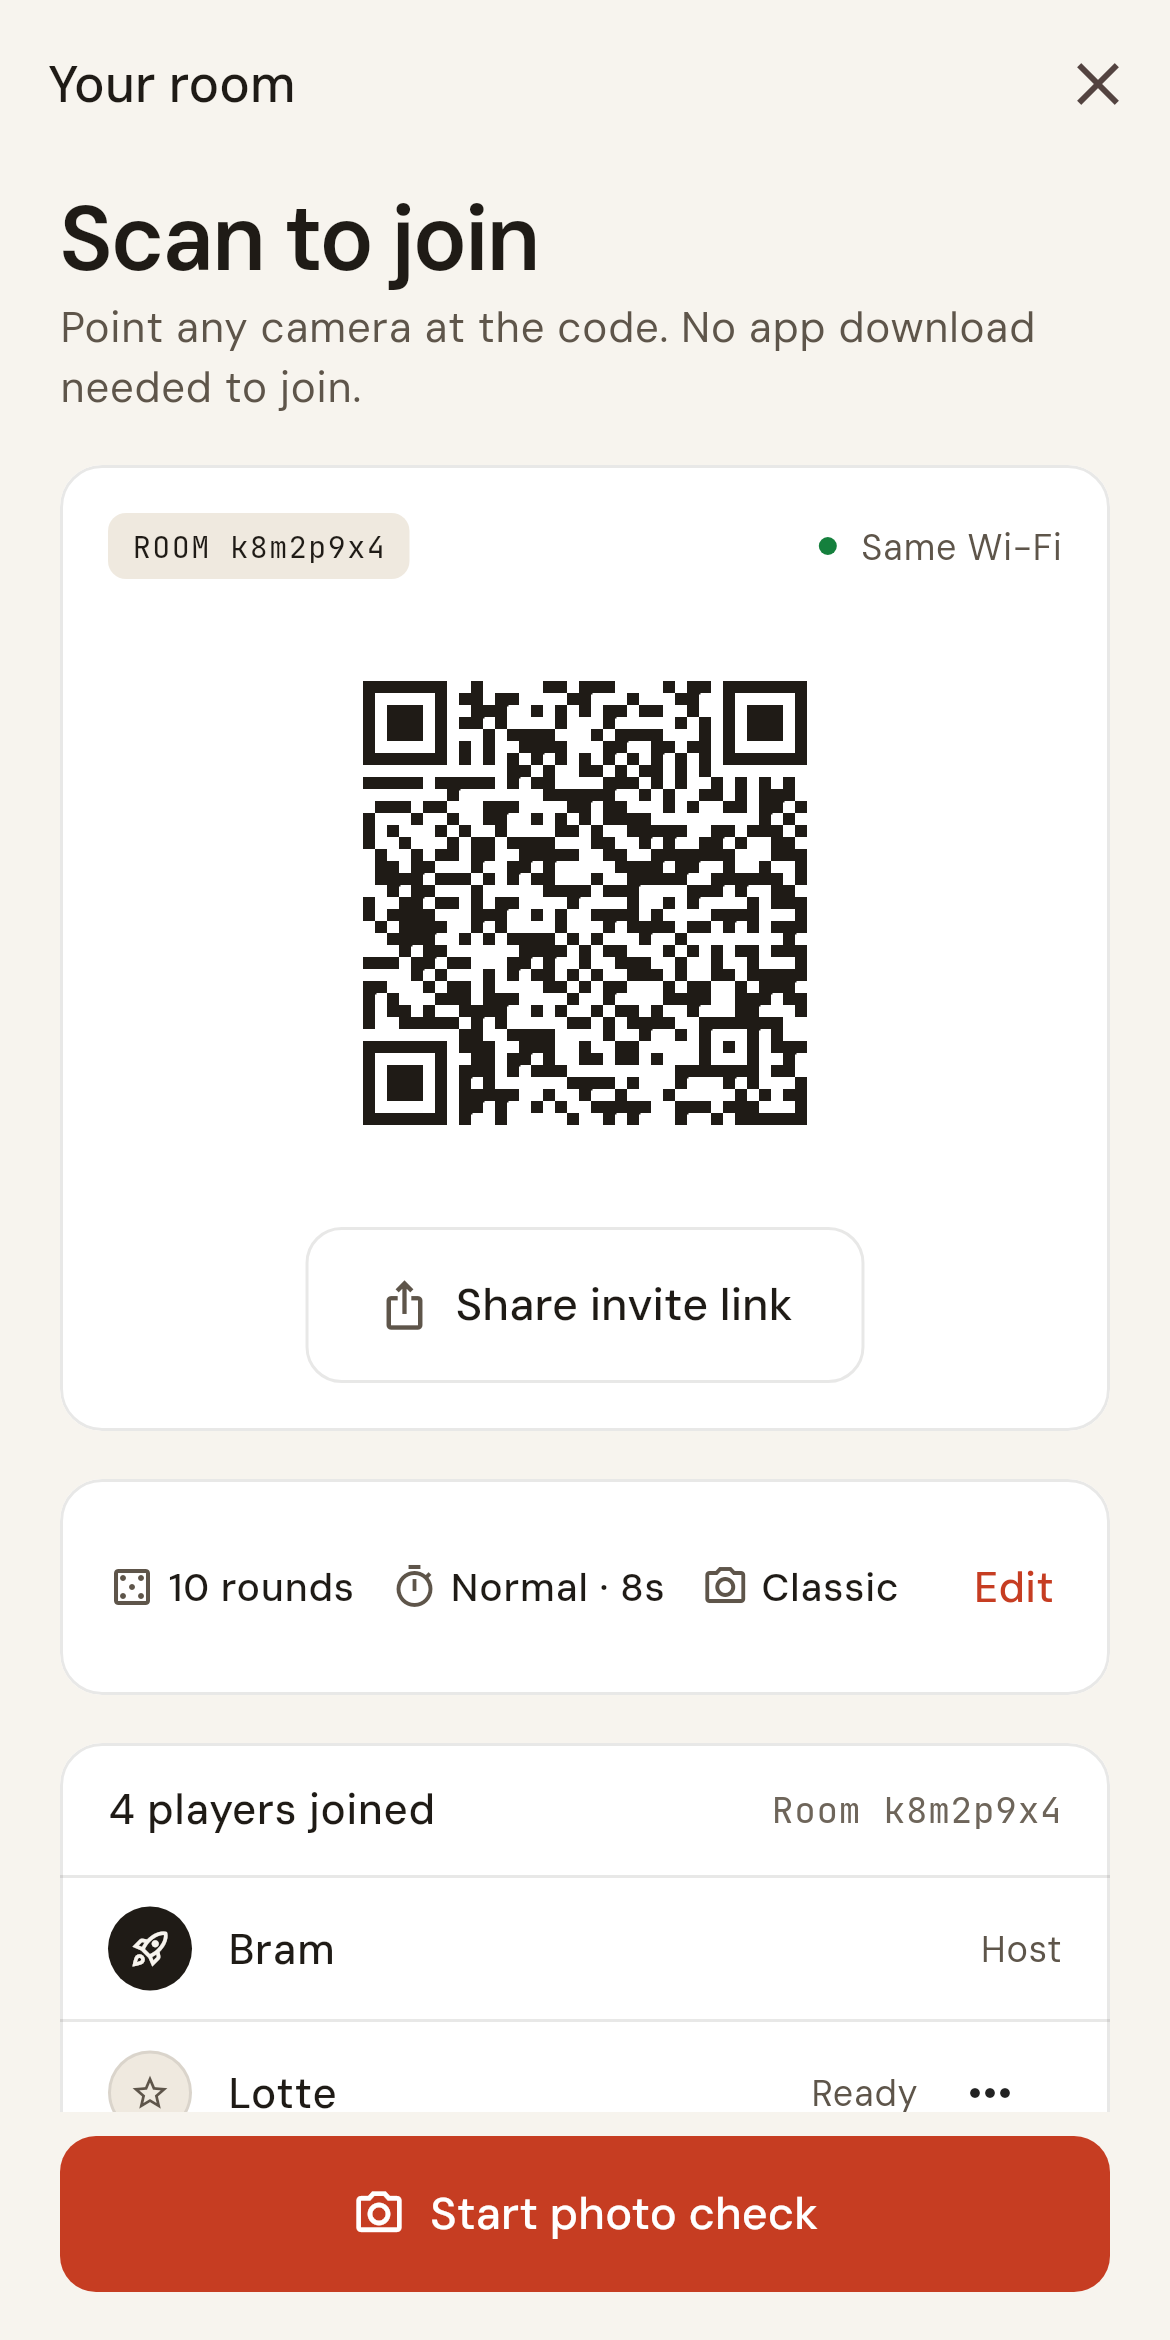 Your room
Scan to join
Point any camera at the code. No app download
needed to join.
ROOM k8m2p9x4
Same Wi-Fi
Share invite link
10 rounds
Normal · 8s
Classic
Edit
4 players joined
Room k8m2p9x4
Bram
Host
Lotte
Ready
Start photo check